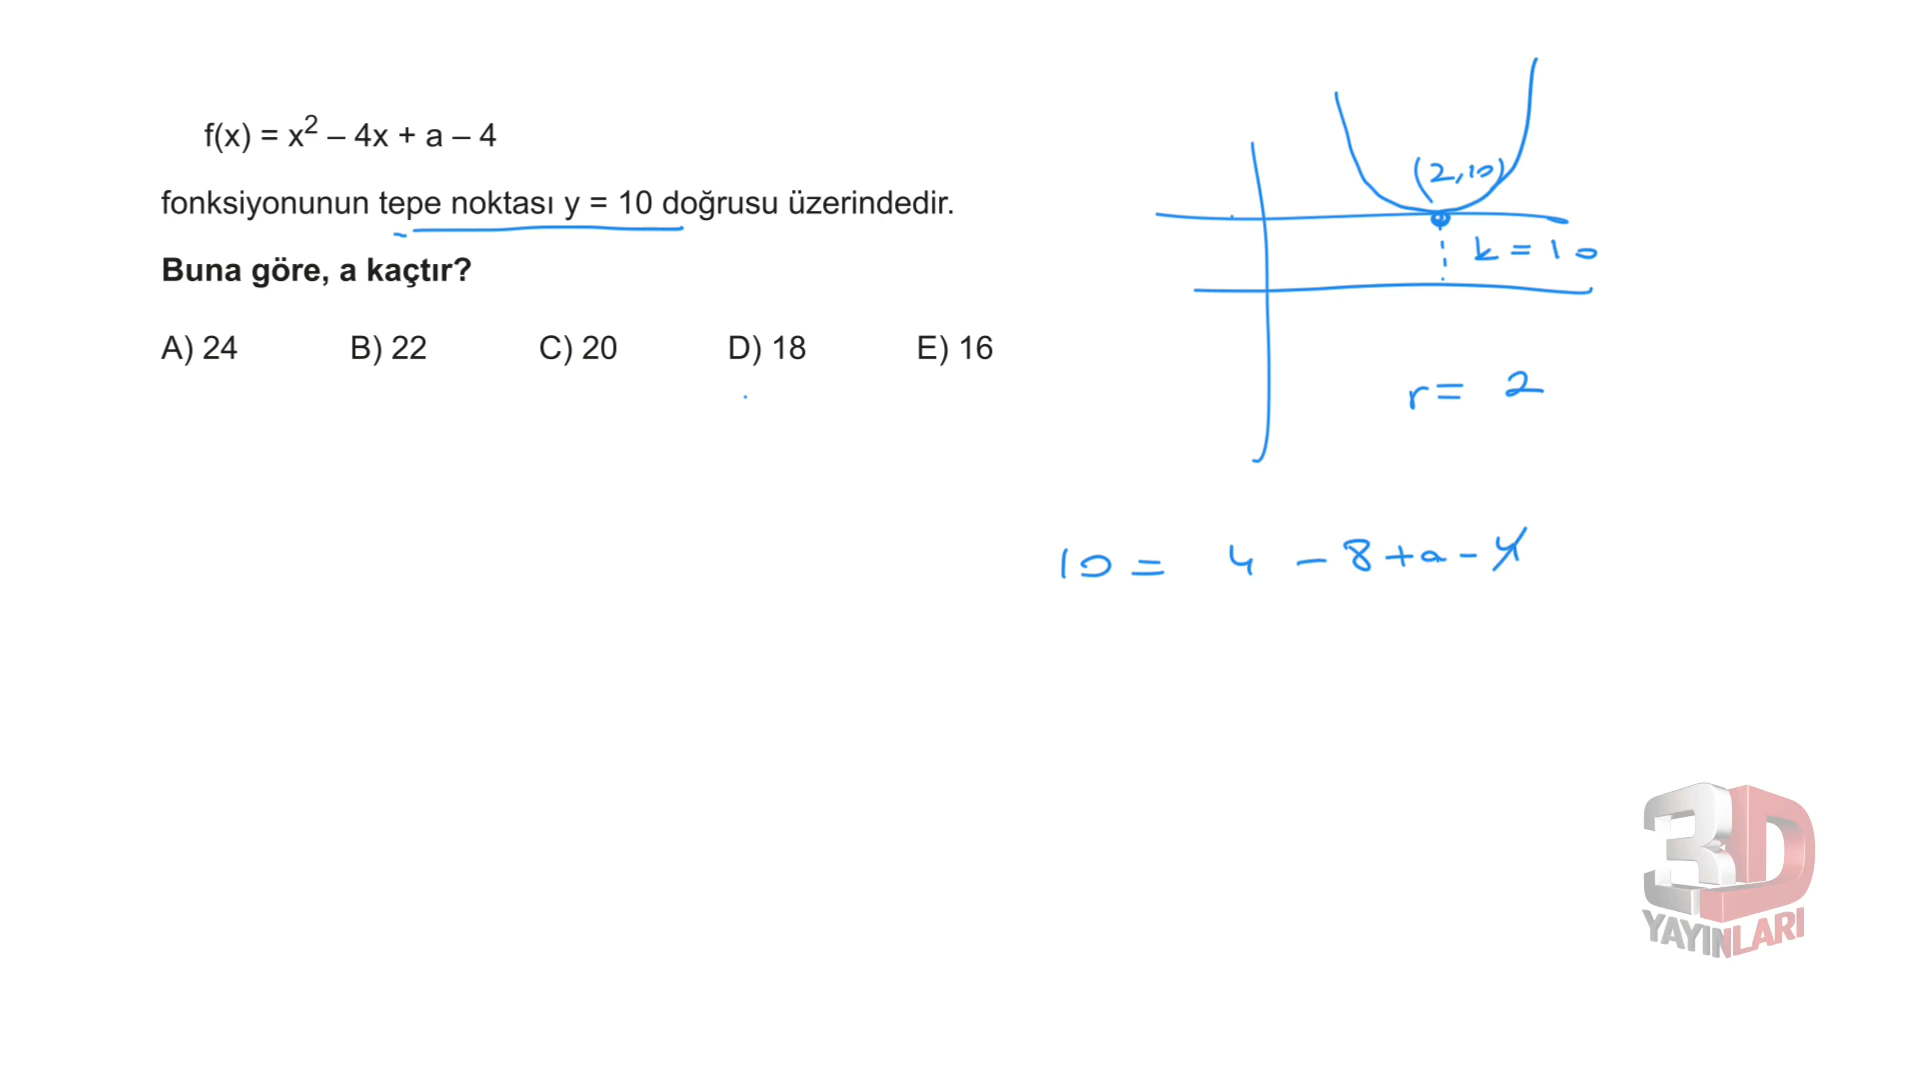 f(x) = x² – 4x + a – 4
fonksiyonunun tepe noktası y = 10 doğrusu üzerindedir.
Buna göre, a kaçtır?
A) 24 B) 22 C) 20 D) 18 E) 16
(2,10)
k = 10
r = 2
10 = 4 - 8 + a - 4
3D
YAYINLARI